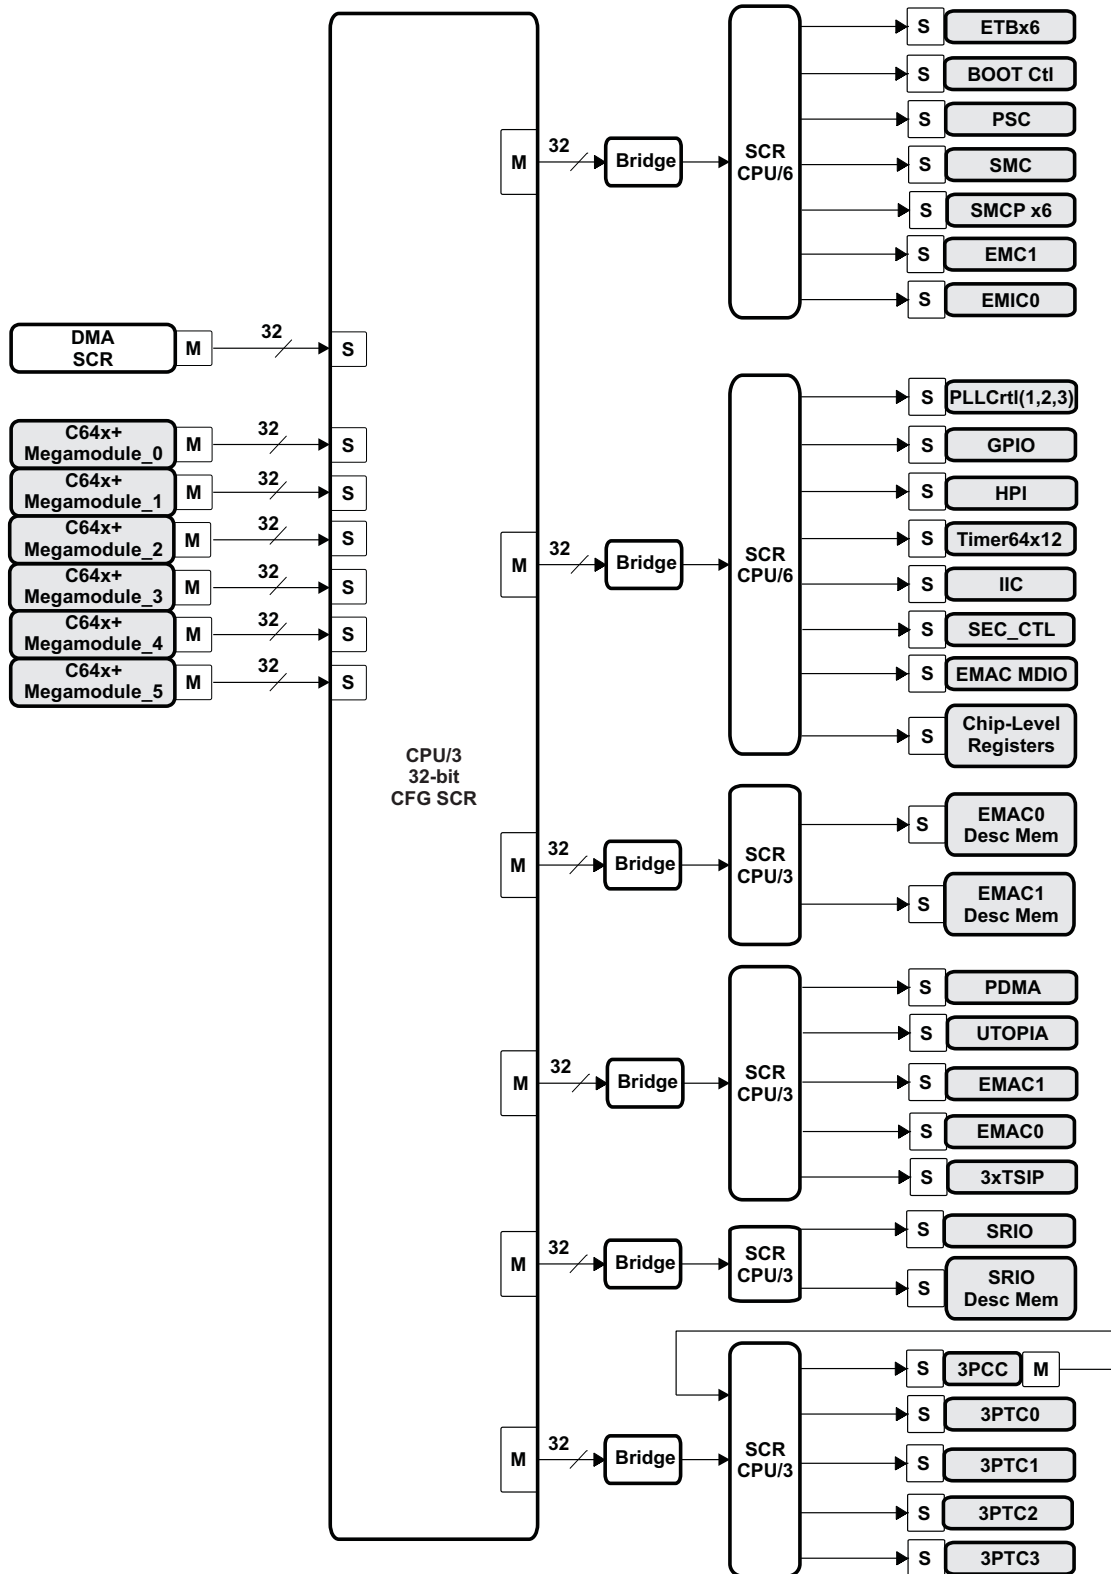 S
ETBx6
S
BOOT Ctl
S
PSC
M
32
Bridge
SCR
CPU/6
S
SMC
S
SMCP x6
S
EMC1
S
EMIC0
DMA
SCR
M
32
S
C64x+
Megamodule_0
M
32
S
C64x+
Megamodule_1
M
32
S
C64x+
Megamodule_2
M
32
S
C64x+
Megamodule_3
M
32
S
C64x+
Megamodule_4
M
32
S
C64x+
Megamodule_5
M
32
S
CPU/3
32-bit
CFG SCR
M
32
Bridge
SCR
CPU/6
S
PLLCrtl(1,2,3)
S
GPIO
S
HPI
S
Timer64x12
S
IIC
S
SEC_CTL
S
EMAC MDIO
S
Chip-Level
Registers
M
32
Bridge
SCR
CPU/3
S
EMAC0
Desc Mem
S
EMAC1
Desc Mem
M
32
Bridge
SCR
CPU/3
S
PDMA
S
UTOPIA
S
EMAC1
S
EMAC0
S
3xTSIP
M
32
Bridge
SCR
CPU/3
S
SRIO
S
SRIO
Desc Mem
M
32
Bridge
SCR
CPU/3
S
3PCC
M
S
3PTC0
S
3PTC1
S
3PTC2
S
3PTC3